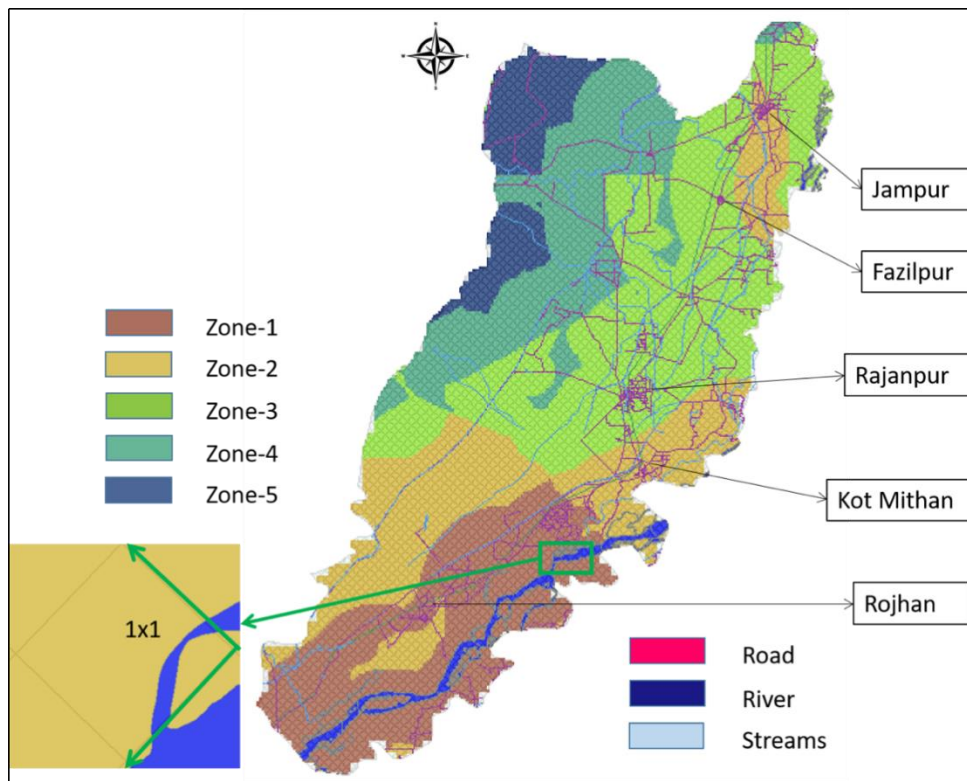 Jampur
Fazilpur
Rajanpur
Kot Mithan
Rojhan
Zone-1
Zone-2
Zone-3
Zone-4
Zone-5
1x1
Road
River
Streams